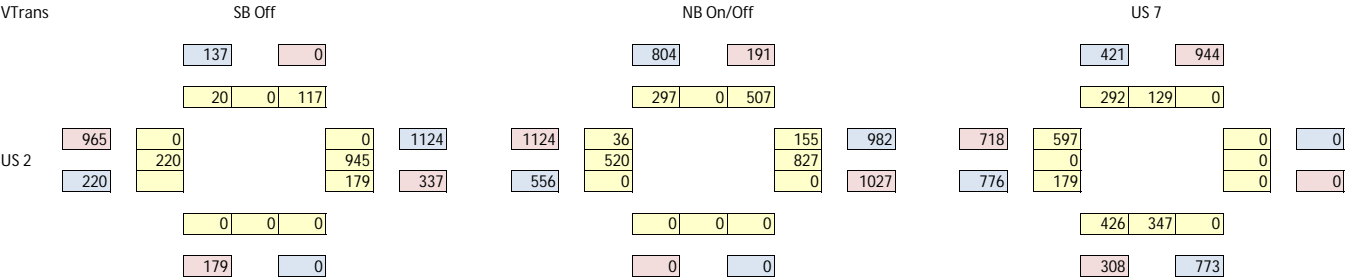 VTrans SB Off NB On/Off US 7
137 0 804 191 421 944
20 0 117 297 0 507 292 129 0
965 0 0 1124 1124 36 155 982 718 597 0 0
US 2 220 945 520 827 0 0
220 179 337 556 0 0 1027 776 179 0 0
0 0 0 0 0 0 426 347 0
179 0 0 0 308 773